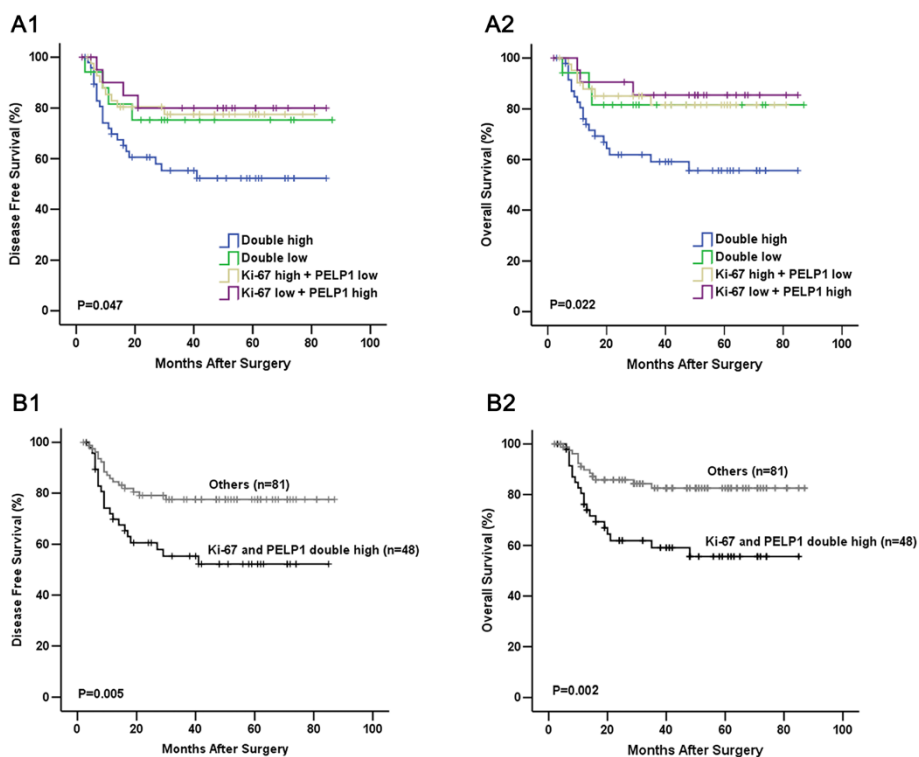 A1
Disease Free Survival (%)
100
80
60
40
20
0
0 20 40 60 80 100
Months After Surgery
Double high
Double low
Ki-67 high + PELP1 low
Ki-67 low + PELP1 high
P=0.047
A2
Overall Survival (%)
100
80
60
40
20
0
0 20 40 60 80 100
Months After Surgery
Double high
Double low
Ki-67 high + PELP1 low
Ki-67 low + PELP1 high
P=0.022
B1
Disease Free Survival (%)
100
80
60
40
20
0
0 20 40 60 80 100
Months After Surgery
Others (n=81)
Ki-67 and PELP1 double high (n=48)
P=0.005
B2
Overall Survival (%)
100
80
60
40
20
0
0 20 40 60 80 100
Months After Surgery
Others (n=81)
Ki-67 and PELP1 double high (n=48)
P=0.002